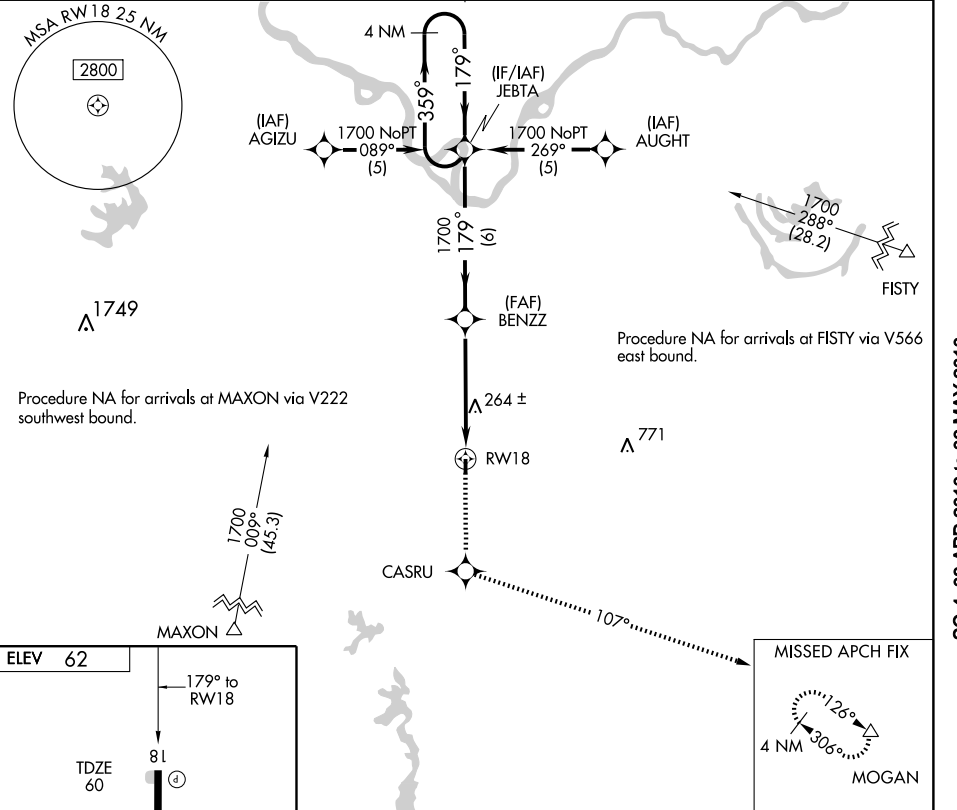 MSA RW18 25 NM
2800
4 NM
359°
179°
(IF/IAF)
JEBTA
(IAF)
AGIZU
1700 NoPT
089°
(5)
1700 NoPT
269°
(5)
(IAF)
AUGHT
1700
179°
(6)
1700
288°
(28.2)
FISTY
1749
(FAF)
BENZZ
Procedure NA for arrivals at FISTY via V566
east bound.
Procedure NA for arrivals at MAXON via V222
southwest bound.
264 ±
771
RW18
1700
009°
(45.3)
MAXON
CASRU
107°
ELEV 62
179° to
RW18
18
P
TDZE
60
MISSED APCH FIX
126°
4 NM
306°
MOGAN